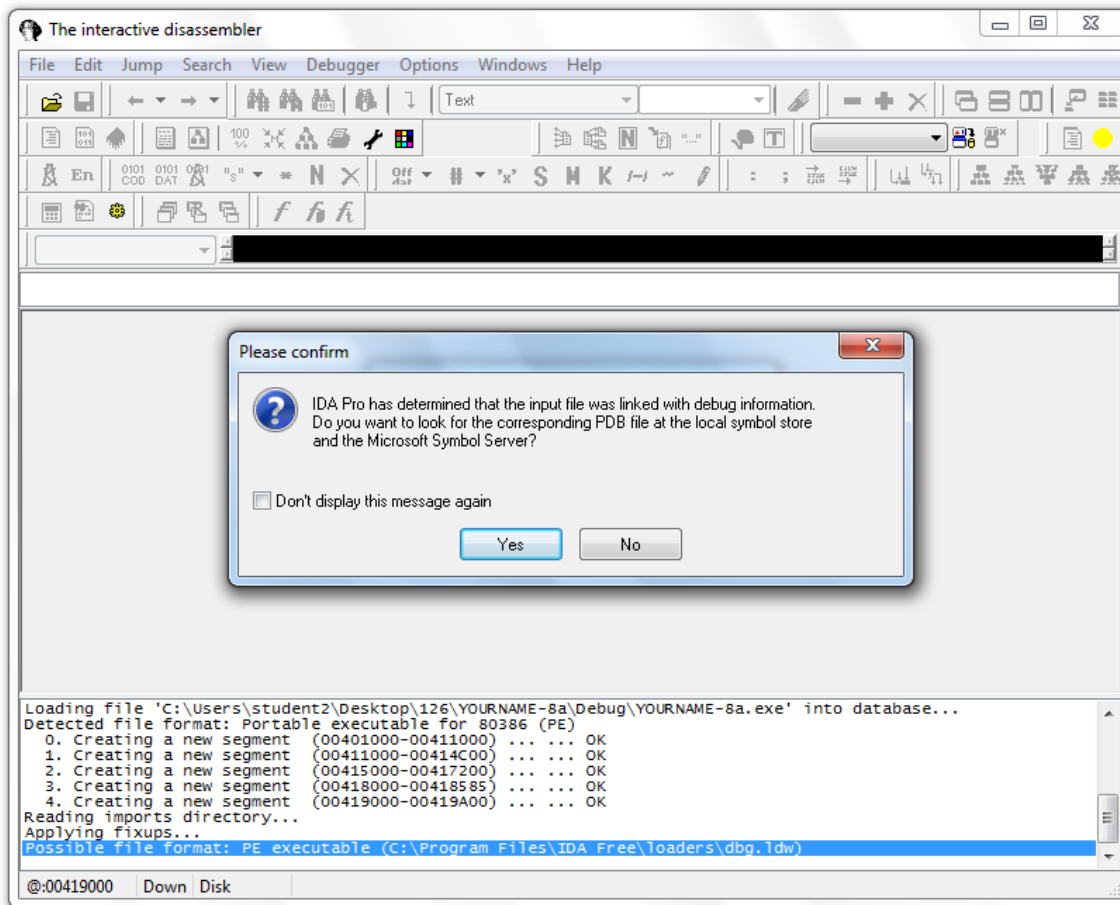 The interactive disassembler
File Edit Jump Search View Debugger Options Windows Help
Text
En
Please confirm
IDA Pro has determined that the input file was linked with debug information.
Do you want to look for the corresponding PDB file at the local symbol store
and the Microsoft Symbol Server?
Don't display this message again
Yes No
Loading file 'C:\Users\student2\Desktop\126\YOURNAME-8a\Debug\YOURNAME-8a.exe' into database...
Detected file format: Portable executable for 80386 (PE)
0. Creating a new segment (00401000-00411000) ... ... OK
1. Creating a new segment (00411000-00414C00) ... ... OK
2. Creating a new segment (00415000-00417200) ... ... OK
3. Creating a new segment (00418000-00418585) ... ... OK
4. Creating a new segment (00419000-00419A00) ... ... OK
Reading imports directory...
Applying fixups...
Possible file format: PE executable (C:\Program Files\IDA Free\loaders\dbg.ldw)
@:00419000 Down Disk